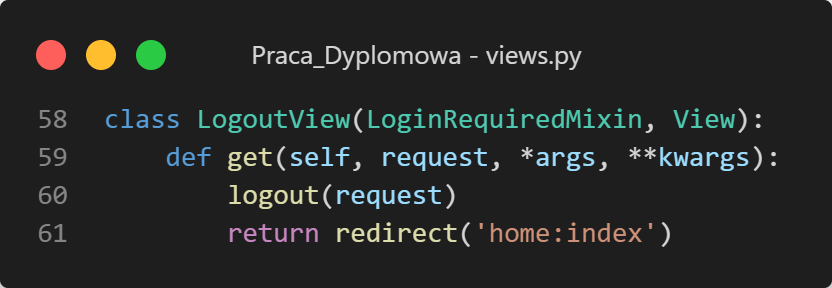 Praca_Dyplomowa - views.py
58 class LogoutView(LoginRequiredMixin, View):
59     def get(self, request, *args, **kwargs):
60         logout(request)
61         return redirect('home:index')